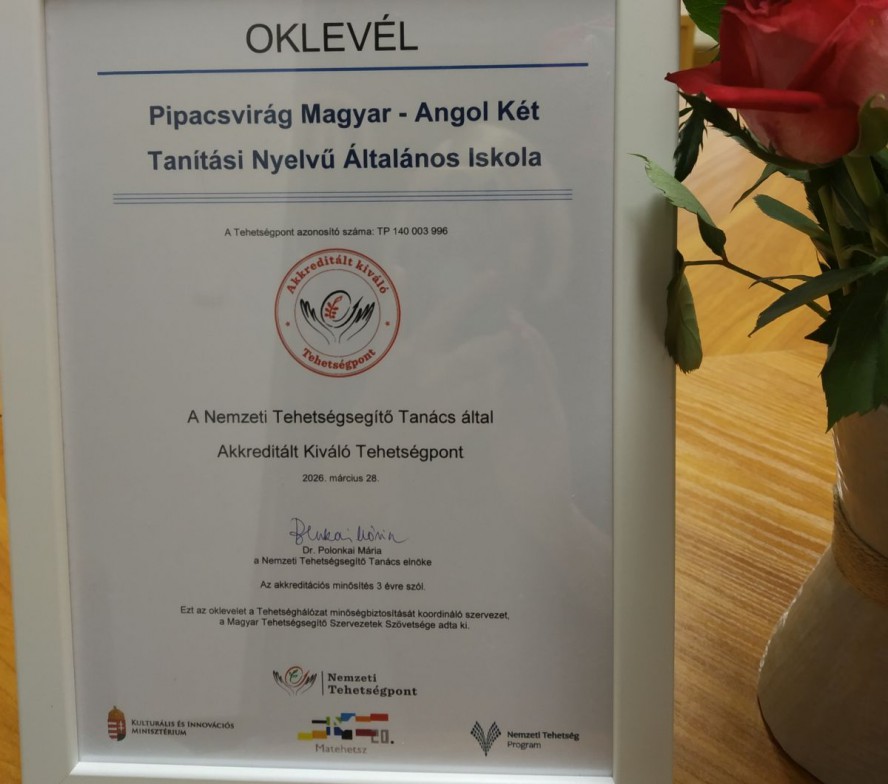 OKLEVÉL
Pipacsvirág Magyar - Angol Két
Tanítási Nyelvű Általános Iskola
A Tehetségpont azonosító száma: TP 140 003 996
Akkreditált kiváló
Tehetségpont
A Nemzeti Tehetségsegítő Tanács által
Akkreditált Kiváló Tehetségpont
2026. március 28.
Polonkai Mária
Dr. Polonkai Mária
a Nemzeti Tehetségsegítő Tanács elnöke
Az akkreditációs minősítés 3 évre szól.
Ezt az oklevelet a Tehetséghálózat minőségbiztosítását koordináló szervezet,
a Magyar Tehetségsegítő Szervezetek Szövetsége adta ki.
Nemzeti
Tehetségpont
KULTURÁLIS ÉS INNOVÁCIÓS
MINISZTÉRIUM
20.
Matehetsz
Nemzeti Tehetség
Program